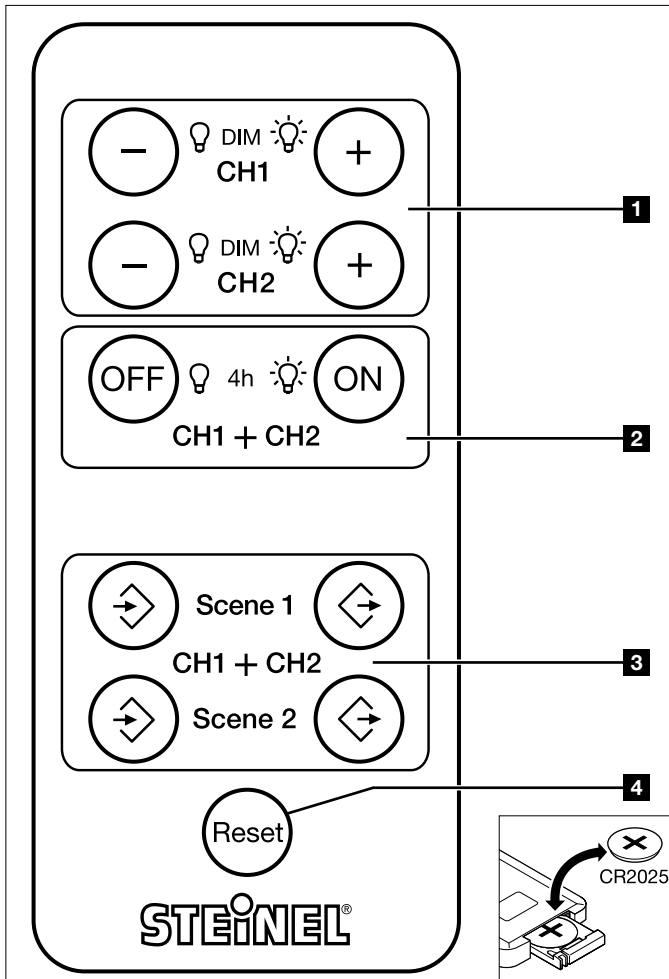 − DIM +
CH1
− DIM +
CH2
1
OFF 4h ON
CH1 + CH2
2
Scene 1
CH1 + CH2
3
Scene 2
4
Reset
CR2025
STEINEL®